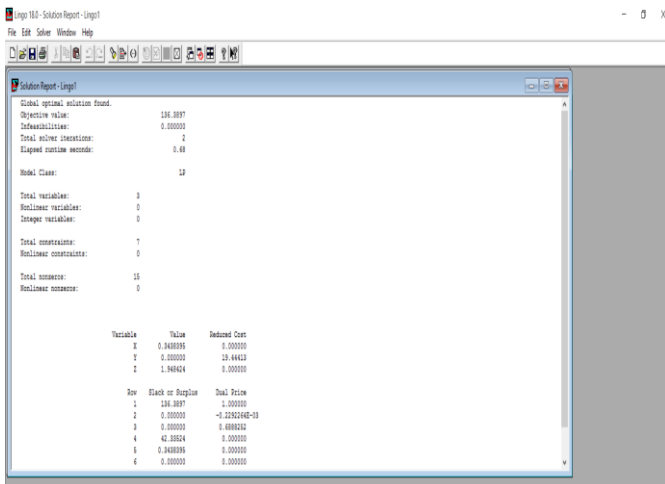 Lingo 18.0 - Solution Report - Lingo1
File Edit Solver Window Help
Solution Report - Lingo1
Global optimal solution found.
Objective value: 136.3897
Infeasibilities: 0.000000
Total solver iterations: 2
Elapsed runtime seconds: 0.68
Model Class: LP
Total variables: 3
Nonlinear variables: 0
Integer variables: 0
Total constraints: 7
Nonlinear constraints: 0
Total nonzeros: 15
Nonlinear nonzeros: 0
Variable Value Reduced Cost
X 0.3438395 0.000000
Y 0.000000 19.44413
Z 1.948424 0.000000
Row Slack or Surplus Dual Price
1 136.3897 1.000000
2 0.000000 -0.2292264E-03
3 0.000000 0.6888252
4 42.33524 0.000000
5 0.3438395 0.000000
6 0.000000 0.000000